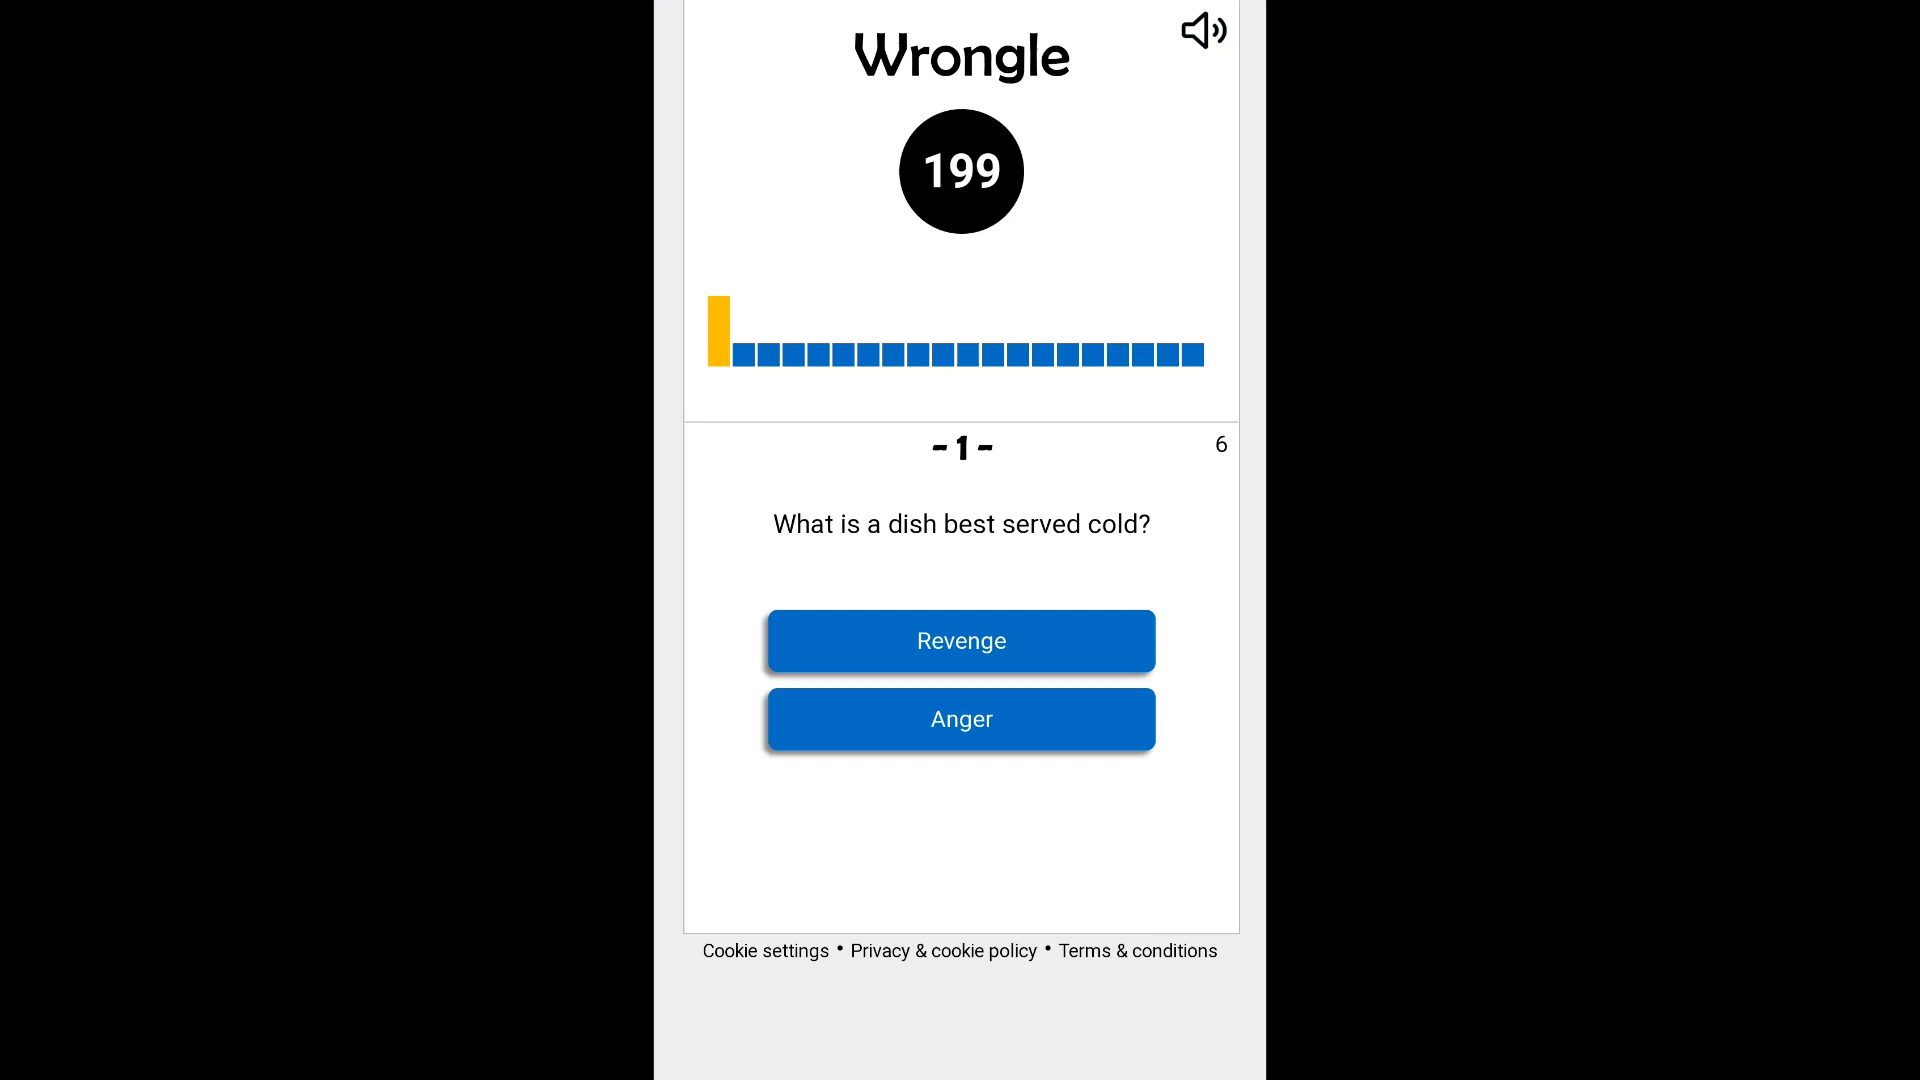 Wrongle
199
- 1 -
6
What is a dish best served cold?
Revenge
Anger
Cookie settings • Privacy & cookie policy • Terms & conditions